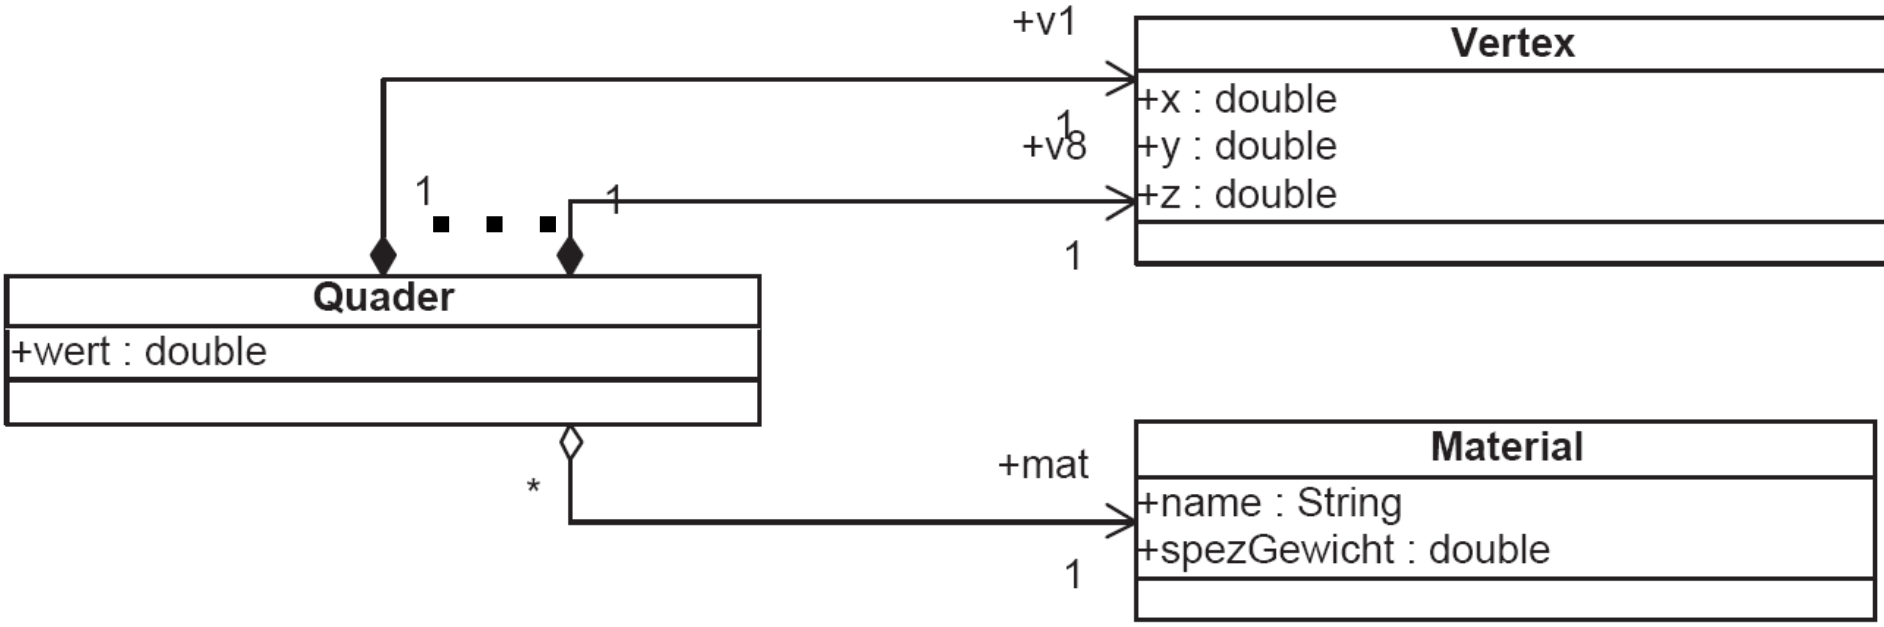 +v1
Vertex
+x : double
1
+v8
+y : double
1
1
+z : double
1
Quader
+wert : double
+mat
Material
*
+name : String
+spezGewicht : double
1